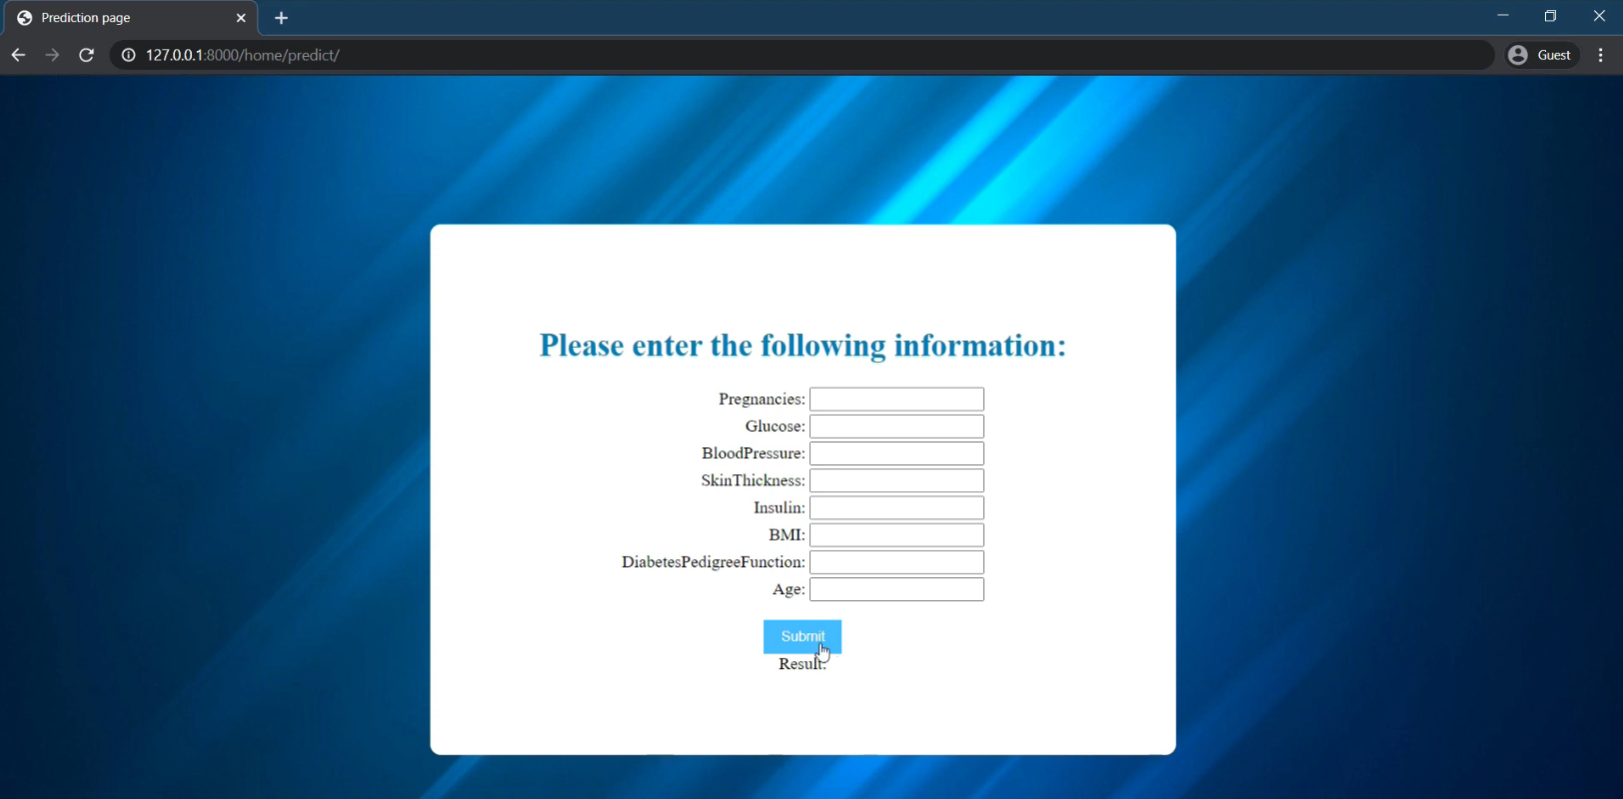 Prediction page
127.0.0.1:8000/home/predict/
Guest
Please enter the following information:
Pregnancies:
Glucose:
BloodPressure:
SkinThickness:
Insulin:
BMI:
DiabetesPedigreeFunction:
Age:
Submit
Result: